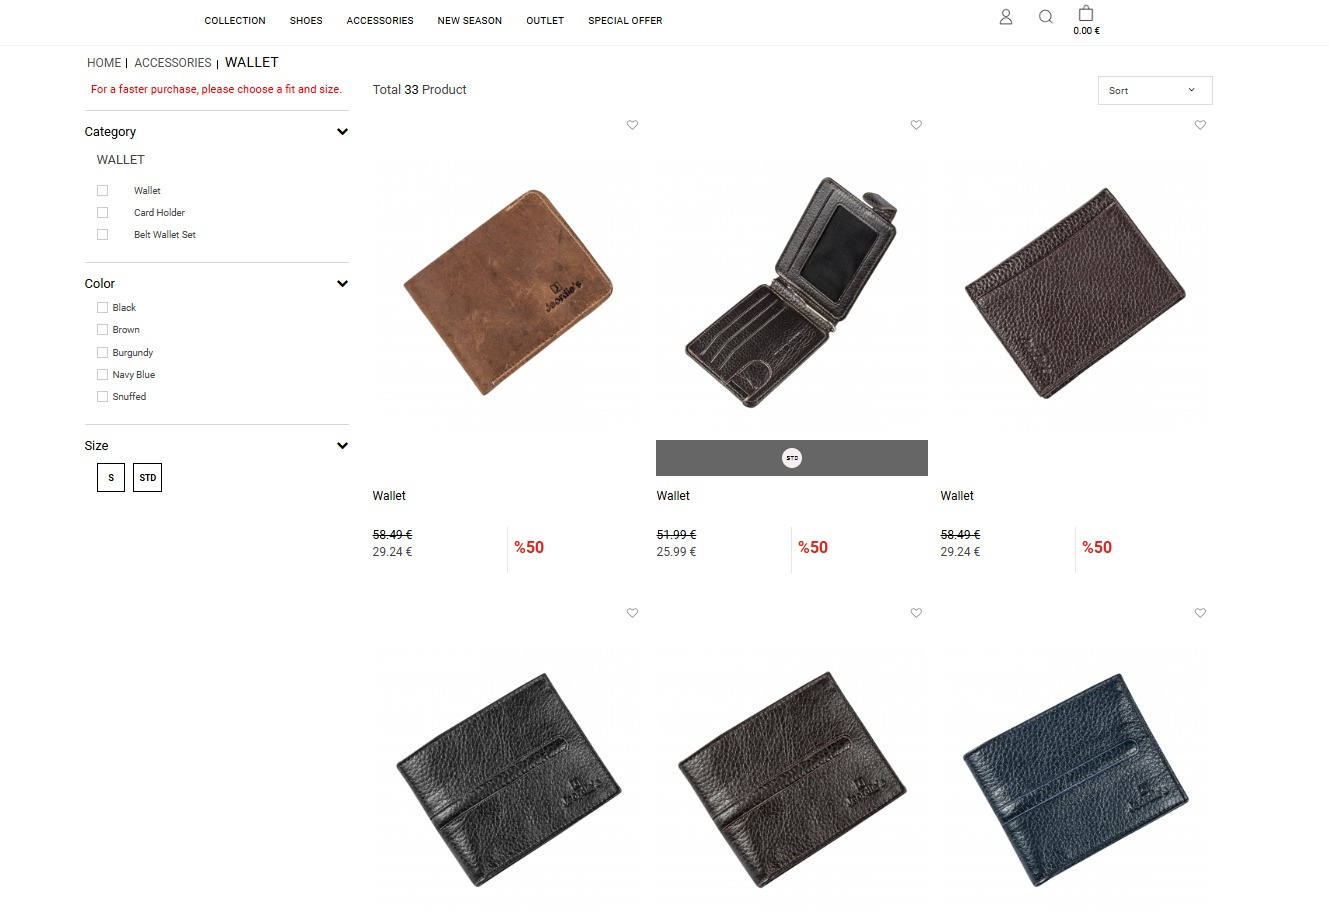 COLLECTION SHOES ACCESSORIES NEW SEASON OUTLET SPECIAL OFFER
0.00 €
HOME | ACCESSORIES | WALLET
For a faster purchase, please choose a fit and size.
Total 33 Product
Sort
Category
WALLET
Wallet
Card Holder
Belt Wallet Set
Color
Black
Brown
Burgundy
Navy Blue
Snuffed
Size
S STD
STD
Wallet
58.49 €
29.24 €
%50
Wallet
51.99 €
25.99 €
%50
Wallet
58.49 €
29.24 €
%50